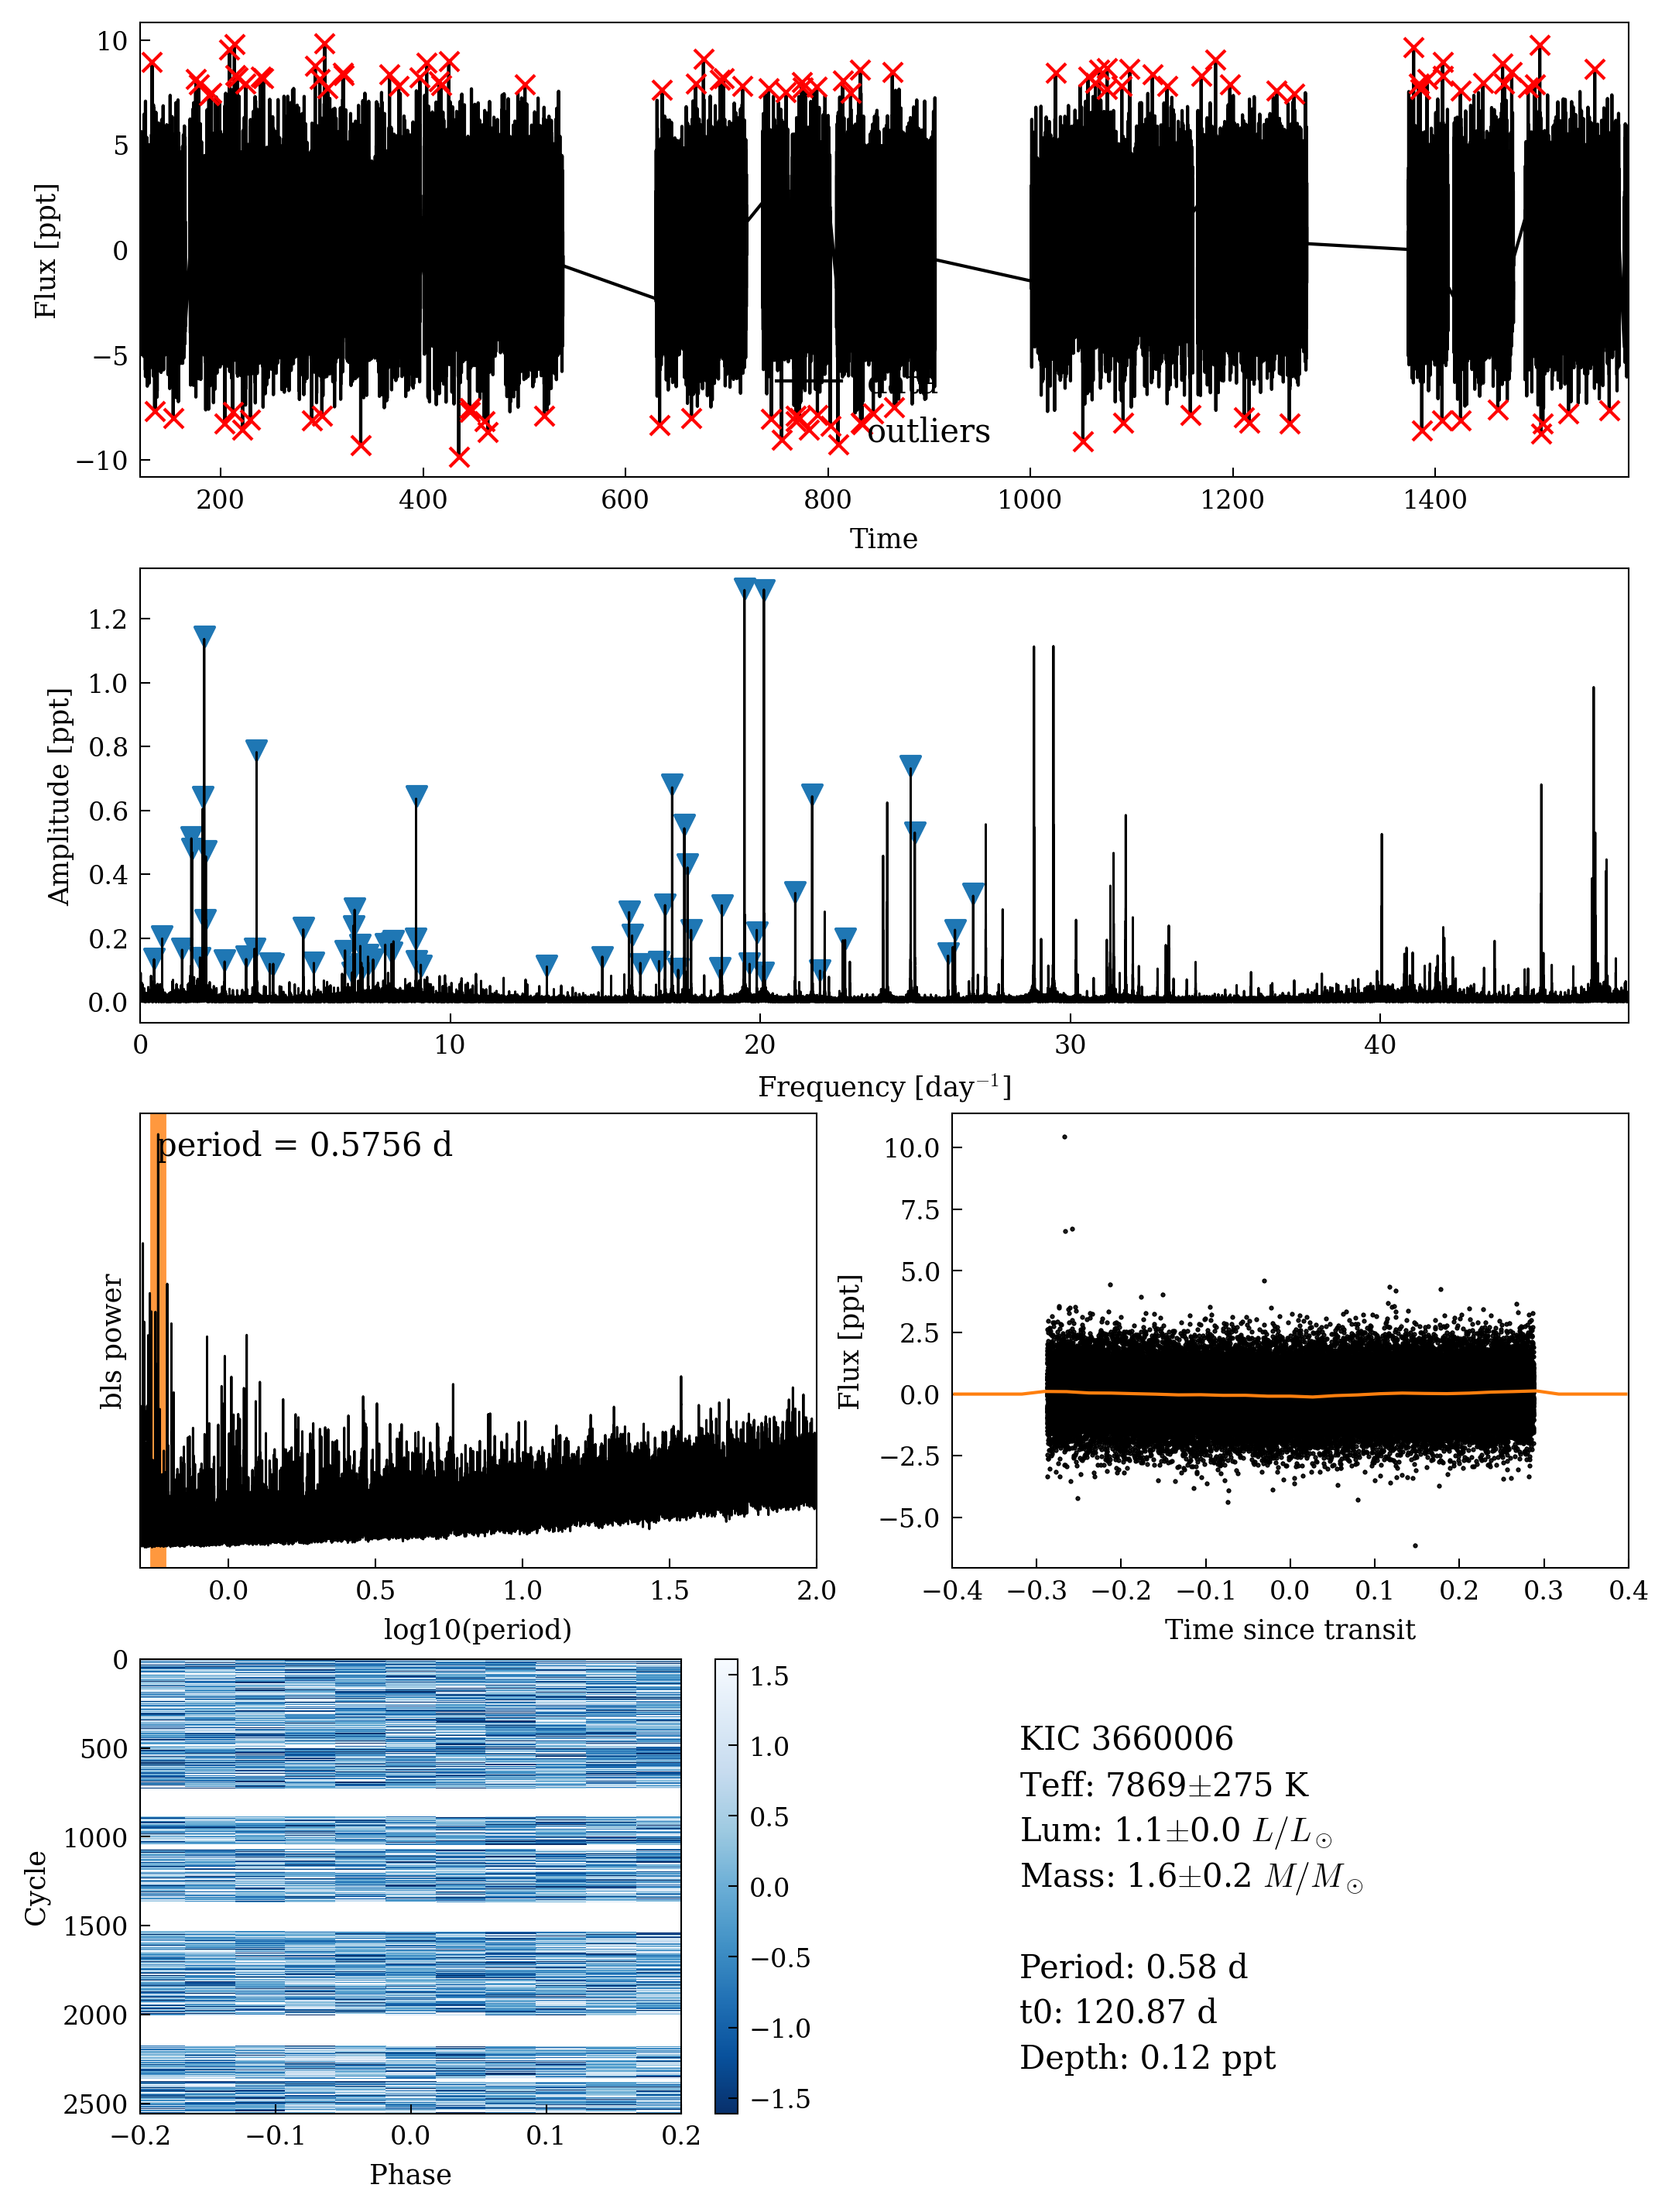 10
5
0
−5
−10
Flux [ppt]
data
outliers
200 400 600 800 1000 1200 1400
Time
1.2
1.0
0.8
0.6
0.4
0.2
0.0
Amplitude [ppt]
0 10 20 30 40
Frequency [day⁻¹]
period = 0.5756 d
bls power
0.0 0.5 1.0 1.5 2.0
log10(period)
10.0
7.5
5.0
2.5
0.0
−2.5
−5.0
Flux [ppt]
−0.4 −0.3 −0.2 −0.1 0.0 0.1 0.2 0.3 0.4
Time since transit
0
500
1000
1500
2000
2500
Cycle
−0.2 −0.1 0.0 0.1 0.2
Phase
1.5
1.0
0.5
0.0
−0.5
−1.0
−1.5
KIC 3660006
Teff: 7869±275 K
Lum: 1.1±0.0 L/L☉
Mass: 1.6±0.2 M/M☉
Period: 0.58 d
t0: 120.87 d
Depth: 0.12 ppt